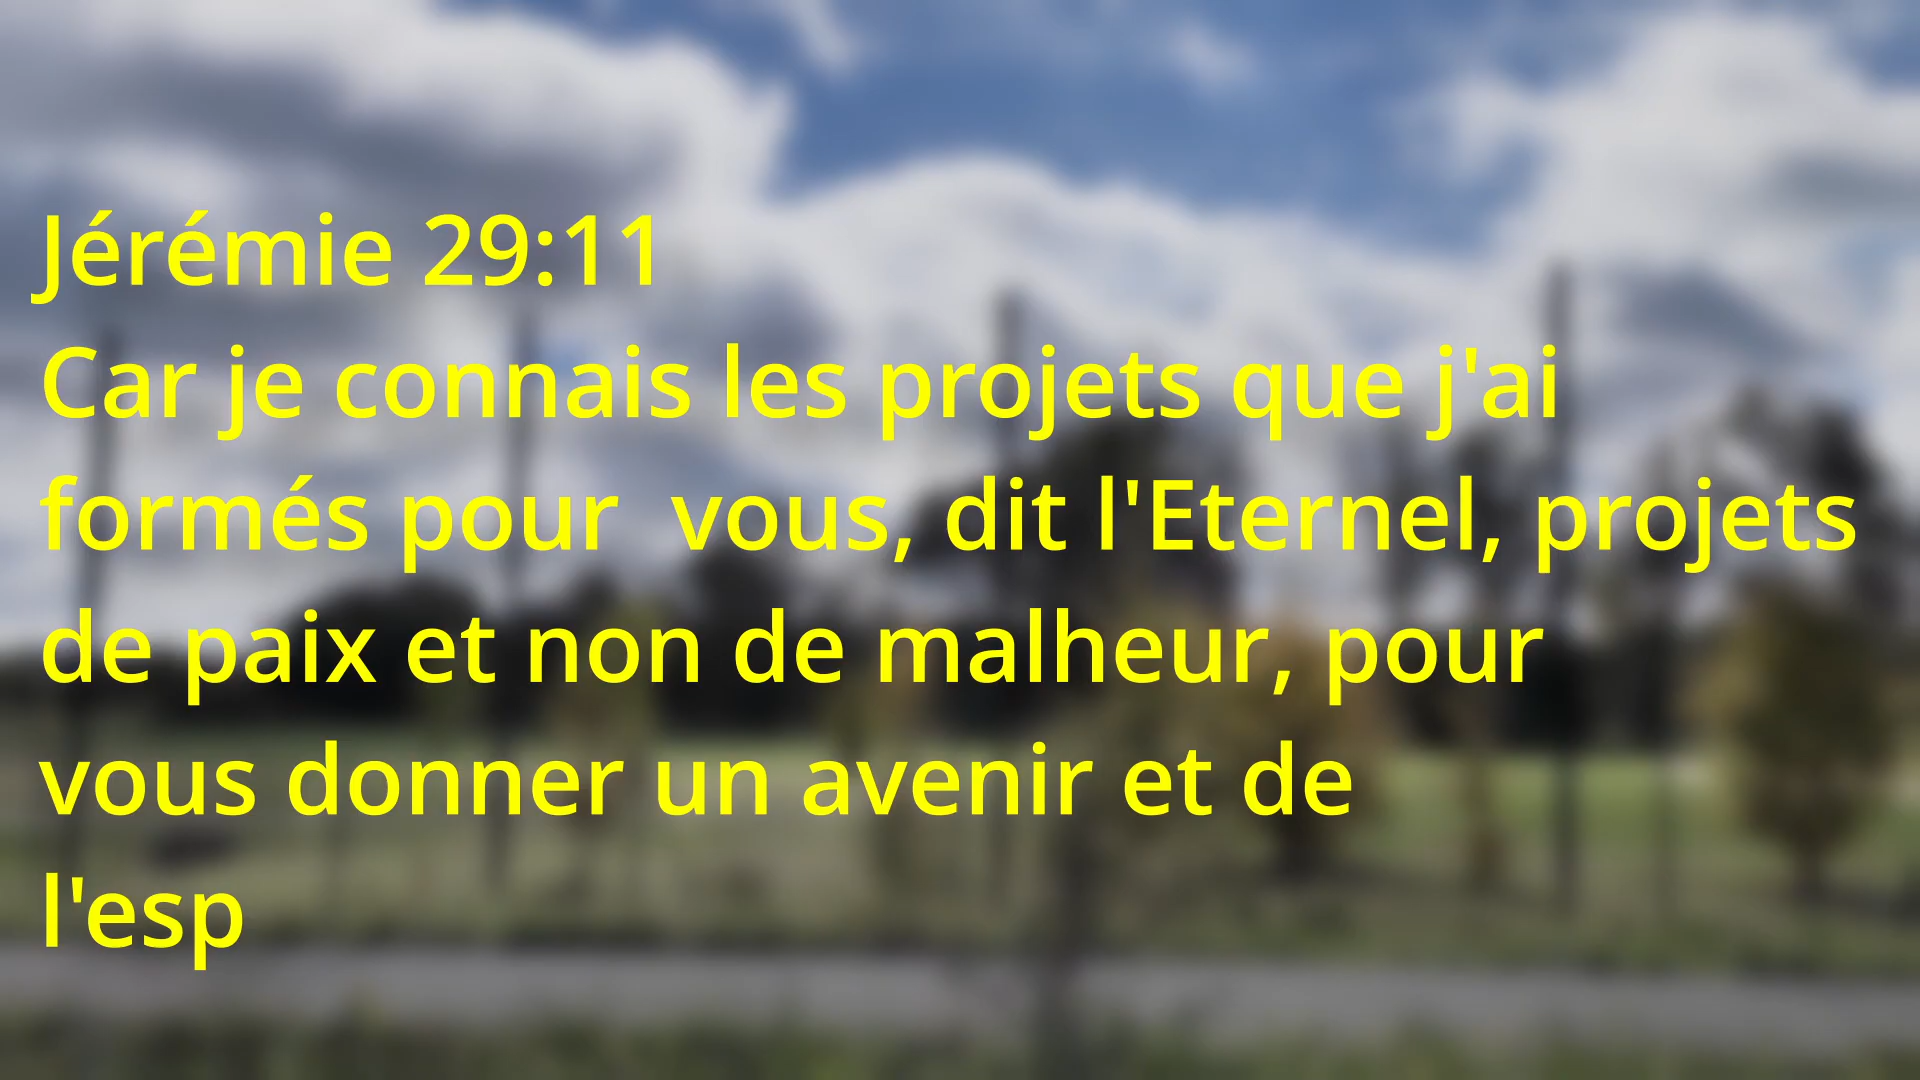 Jérémie 29:11
Car je connais les projets que j'ai
formés pour  vous, dit l'Eternel, projets
de paix et non de malheur, pour
vous donner un avenir et de
l'esp